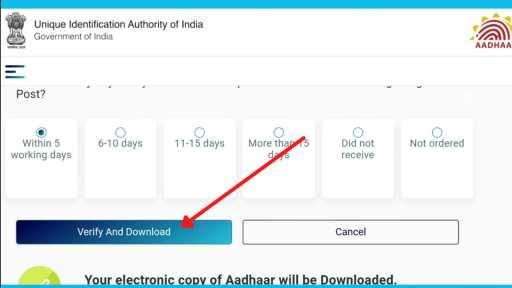 Unique Identification Authority of India
Government of India
AADHAA
Post?
Within 5
working days
6-10 days
11-15 days
More than 15
days
Did not
receive
Not ordered
Verify And Download
Cancel
Your electronic copy of Aadhaar will be Downloaded.